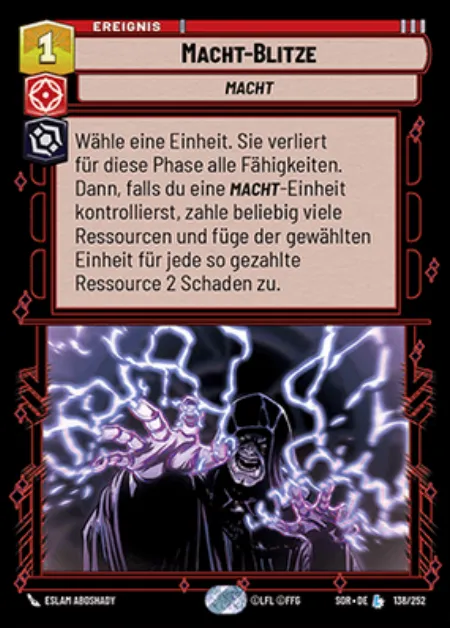 1
EREIGNIS
MACHT-BLITZE
MACHT
Wähle eine Einheit. Sie verliert
für diese Phase alle Fähigkeiten.
Dann, falls du eine MACHT-Einheit
kontrollierst, zahle beliebig viele
Ressourcen und füge der gewählten
Einheit für jede so gezahlte
Ressource 2 Schaden zu.
ESLAM ABOSHADY ©LFL ©FFG SOR • DE L 138/252